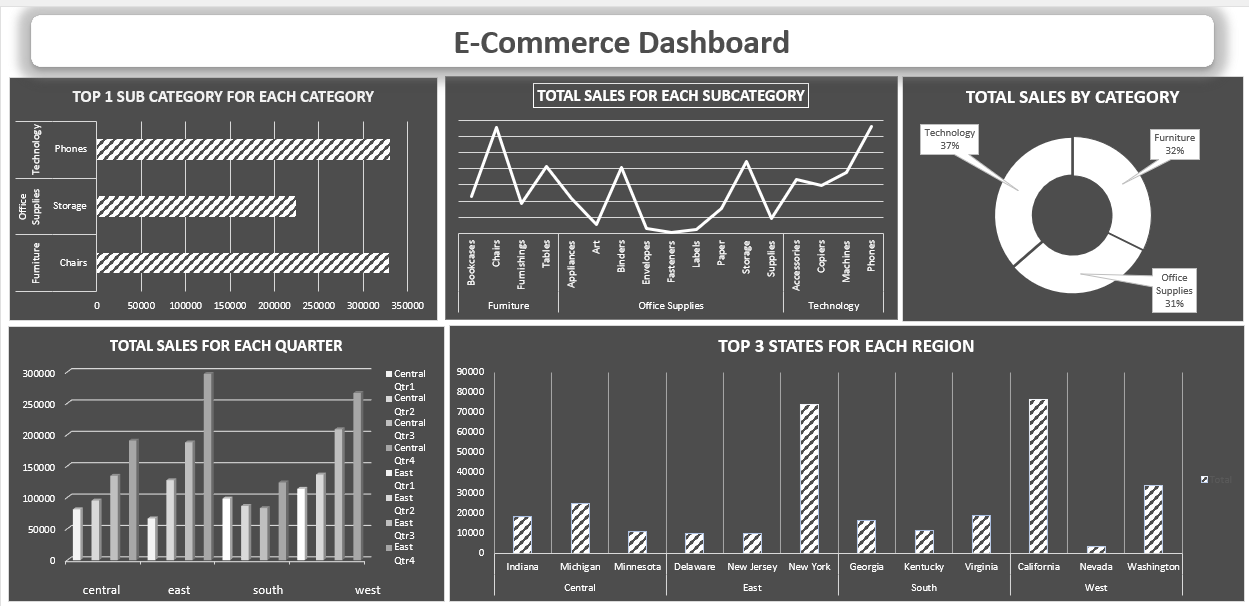 E-Commerce Dashboard
TOP 1 SUB CATEGORY FOR EACH CATEGORY
Technology
Phones
Office
Supplies
Storage
Furniture
Chairs
0 50000 100000 150000 200000 250000 300000 350000
TOTAL SALES FOR EACH SUBCATEGORY
Bookcases Chairs Furnishings Tables Appliances Art Binders Envelopes Fasteners Labels Paper Storage Supplies Accessories Copiers Machines Phones
Furniture Office Supplies Technology
TOTAL SALES BY CATEGORY
Technology
37%
Furniture
32%
Office
Supplies
31%
TOTAL SALES FOR EACH QUARTER
300000
250000
200000
150000
100000
50000
0
central east south west
Central
Qtr1
Central
Qtr2
Central
Qtr3
Central
Qtr4
East
Qtr1
East
Qtr2
East
Qtr3
East
Qtr4
TOP 3 STATES FOR EACH REGION
90000
80000
70000
60000
50000
40000
30000
20000
10000
0
Indiana Michigan Minnesota Delaware New Jersey New York Georgia Kentucky Virginia California Nevada Washington
Central East South West
Total